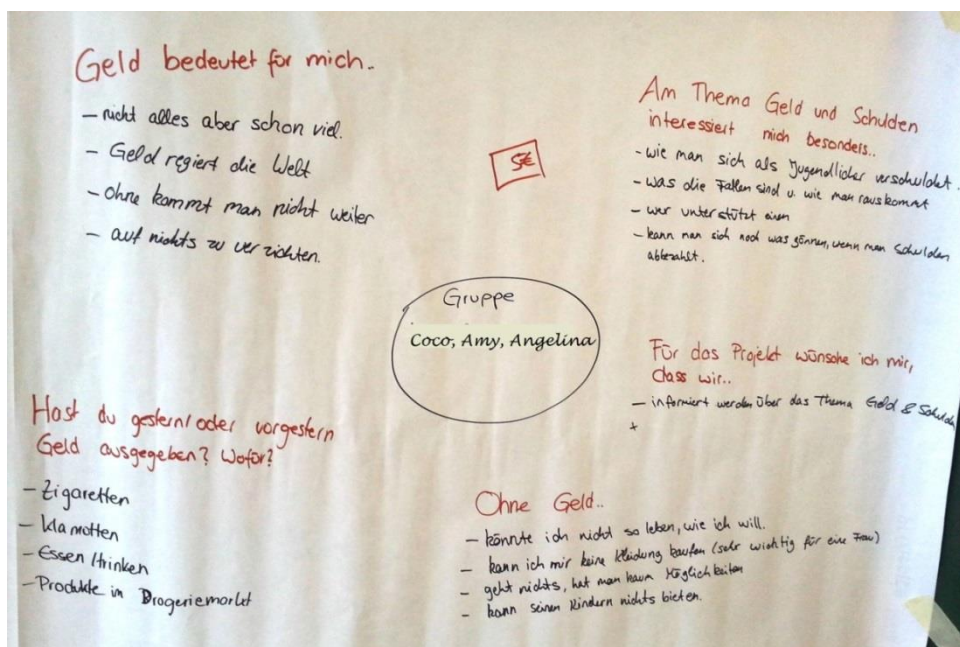 Geld bedeutet für mich..
– nicht alles aber schon viel.
– Geld regiert die Welt
– Ohne kommt man nicht weiter
– auf nichts zu verzichten.
5€
Am Thema Geld und Schulden
interessiert mich besonders..
- wie man sich als Jugendlicher verschuldet.
- was die Fallen sind u. wie man rauskommt
- wer unterstützt einen
- kann man sich noch was gönnen, wenn man Schulden
abbezahlt.
Gruppe
Coco, Amy, Angelina
Für das Projekt wünsche ich mir,
dass wir..
– informiert werden über das Thema Geld & Schulden
+
Hast du gestern/oder vorgestern
Geld ausgegeben? Wofür?
– Zigaretten
– Klamotten
– Essen/trinken
– Produkte im Drogeriemarkt
Ohne Geld..
– könnte ich nicht so leben, wie ich will.
– kann ich mir keine Kleidung kaufen (sehr wichtig für eine Frau)
– geht nichts, hat man kaum Möglichkeiten
– kann seinen Kindern nichts bieten.